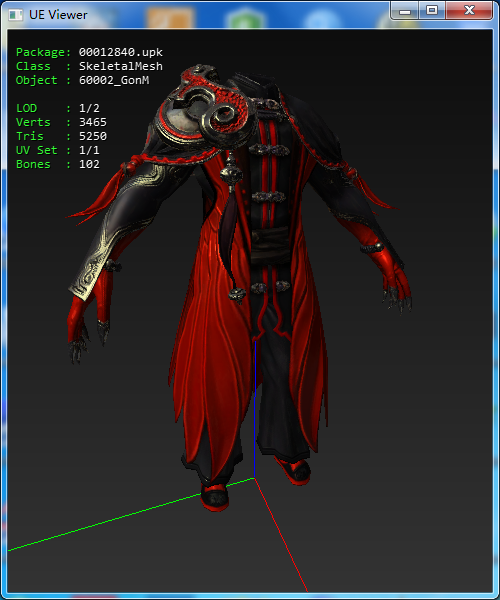 UE Viewer
Package: 00012840.upk
Class : SkeletalMesh
Object : 60002_GonM
LOD : 1/2
Verts : 3465
Tris : 5250
UV Set : 1/1
Bones : 102